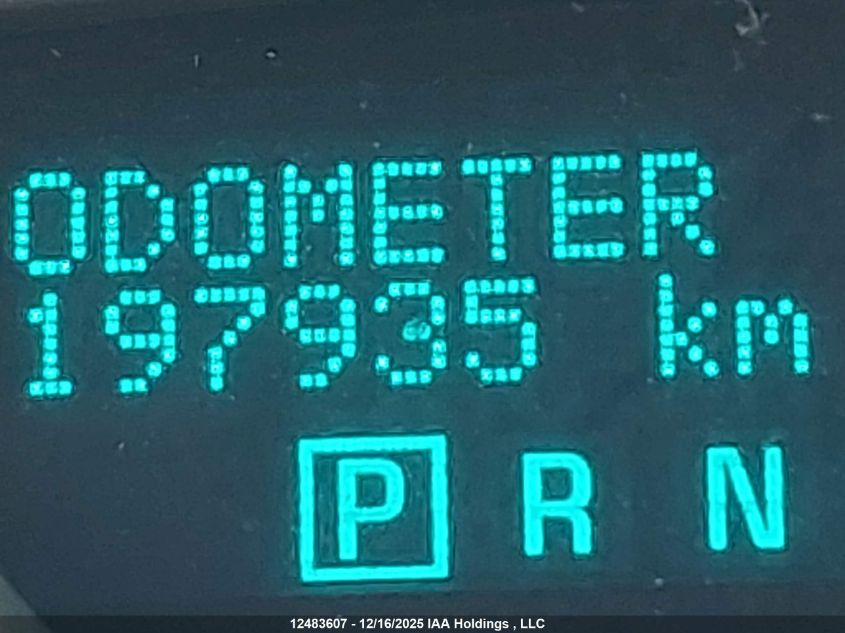 ODOMETER
197935 km
P R N
12483607 - 12/16/2025 IAA Holdings , LLC